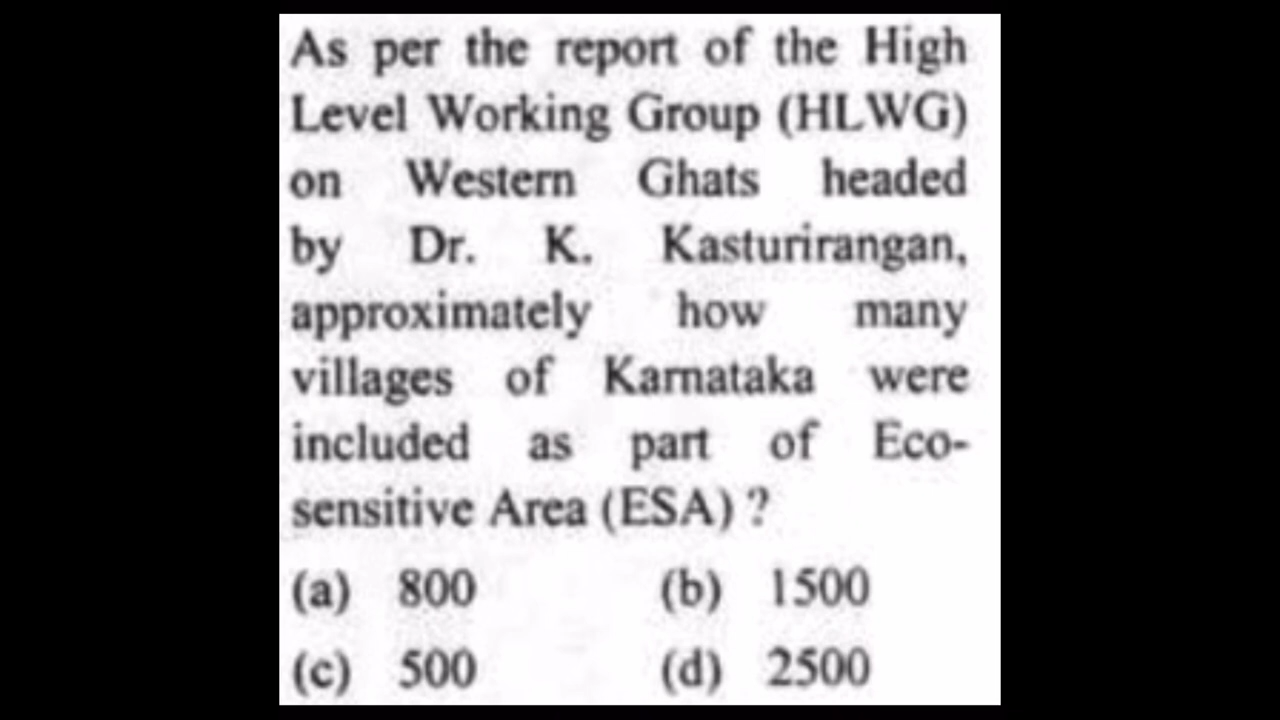 As per the report of the High
Level Working Group (HLWG)
on Western Ghats headed
by Dr. K. Kasturirangan,
approximately how many
villages of Karnataka were
included as part of Eco-
sensitive Area (ESA) ?
(a) 800 (b) 1500
(c) 500 (d) 2500